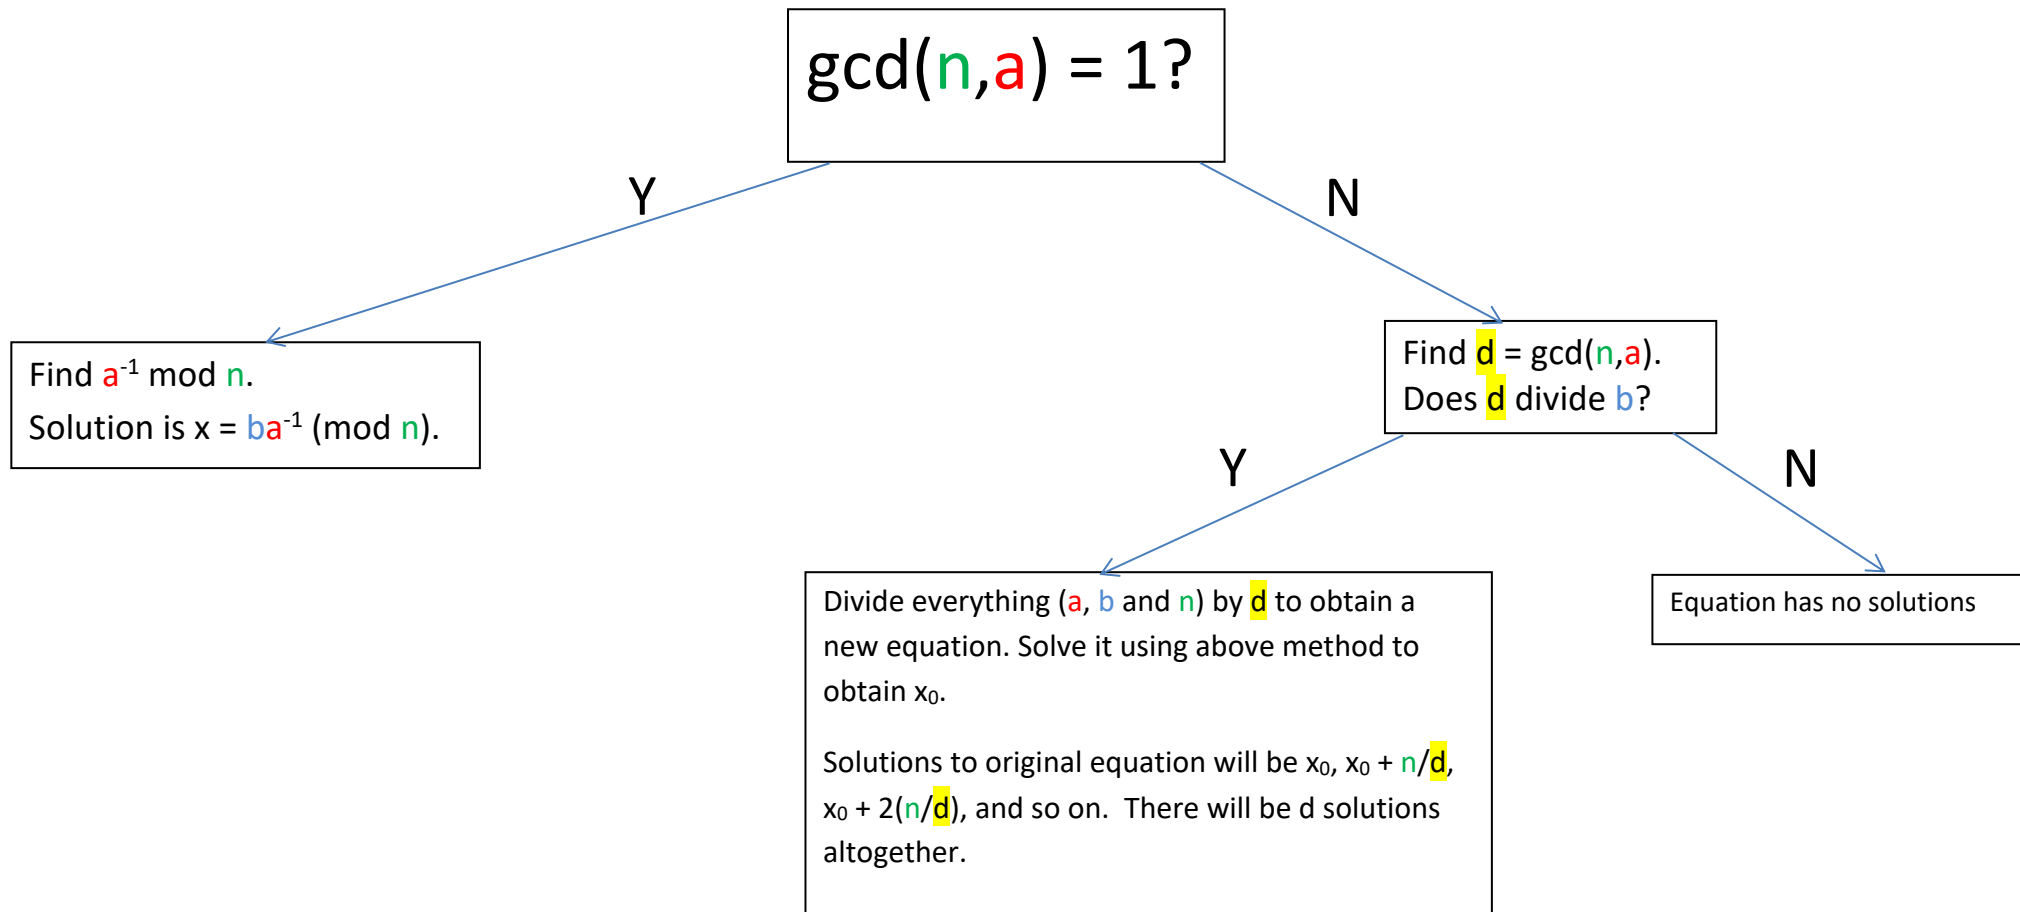 gcd(n,a) = 1?
Y
N
Find a⁻¹ mod n.
Solution is x = ba⁻¹ (mod n).
Find d = gcd(n,a).
Does d divide b?
Y
N
Divide everything (a, b and n) by d to obtain a
new equation. Solve it using above method to
obtain x₀.
Solutions to original equation will be x₀, x₀ + n/d,
x₀ + 2(n/d), and so on.  There will be d solutions
altogether.
Equation has no solutions